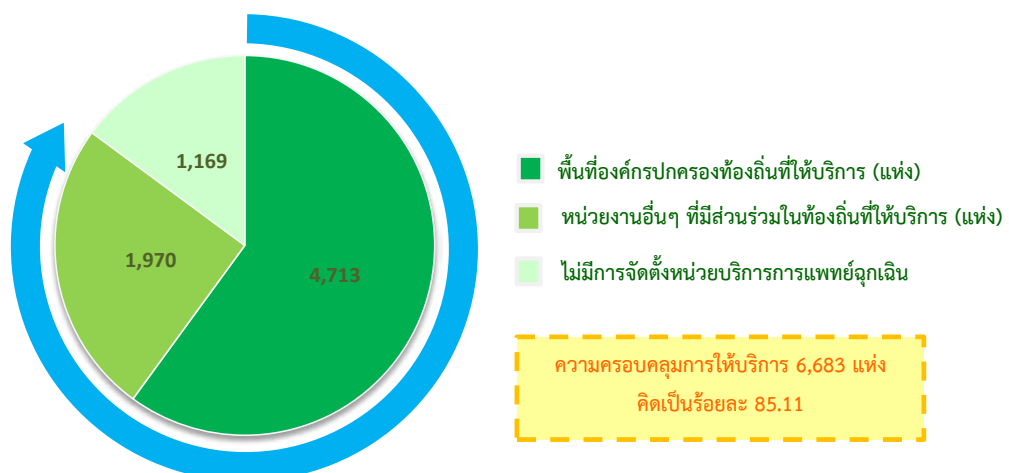 1,169
1,970
4,713
พื้นที่องค์กรปกครองท้องถิ่นที่ให้บริการ (แห่ง)
หน่วยงานอื่นๆ ที่มีส่วนร่วมในท้องถิ่นที่ให้บริการ (แห่ง)
ไม่มีการจัดตั้งหน่วยบริการการแพทย์ฉุกเฉิน
ความครอบคลุมการให้บริการ 6,683 แห่ง
คิดเป็นร้อยละ 85.11